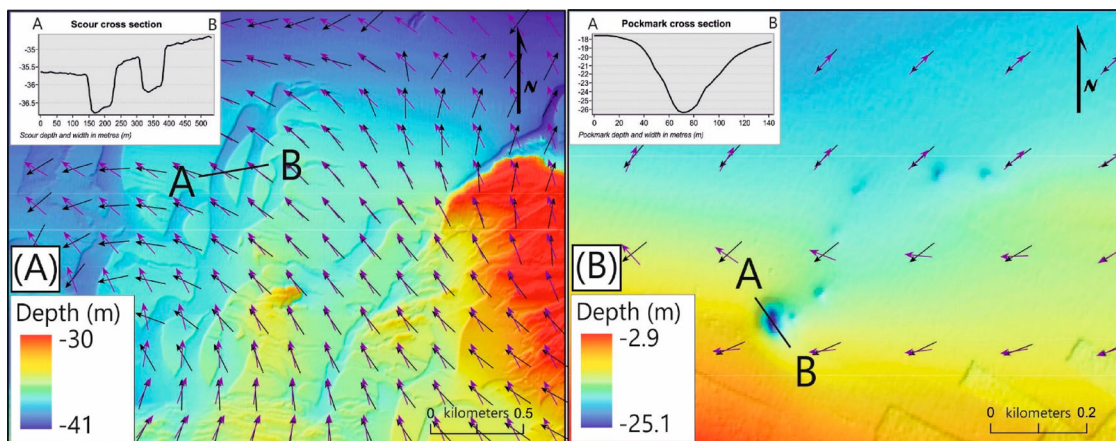 A Scour cross section B
-35
-35.5
-36
-36.5
0 50 100 150 200 250 300 350 400 450 500
Scour depth and width in metres (m)
N
A
B
(A)
Depth (m)
-30
-41
0 kilometers 0.5
A Pockmark cross section B
-18
-19
-20
-21
-22
-23
-24
-25
-26
0 20 40 60 80 100 120 140
Pockmark depth and width in metres (m)
N
(B)
A
B
Depth (m)
-2.9
-25.1
0 kilometers 0.2